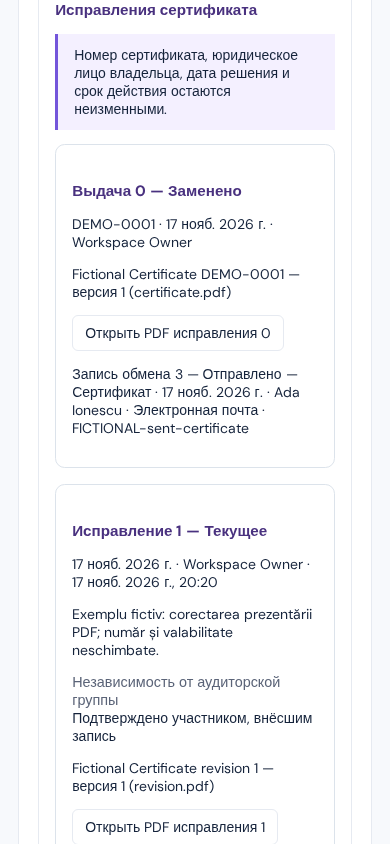 Исправления сертификата
Номер сертификата, юридическое
лицо владельца, дата решения и
срок действия остаются
неизменными.
Выдача 0 — Заменено
DEMO-0001 · 17 нояб. 2026 г. ·
Workspace Owner
Fictional Certificate DEMO-0001 —
версия 1 (certificate.pdf)
Открыть PDF исправления 0
Запись обмена 3 — Отправлено —
Сертификат · 17 нояб. 2026 г. · Ada
Ionescu · Электронная почта ·
FICTIONAL-sent-certificate
Исправление 1 — Текущее
17 нояб. 2026 г. · Workspace Owner ·
17 нояб. 2026 г., 20:20
Exemplu fictiv: corectarea prezentării
PDF; număr și valabilitate
neschimbate.
Независимость от аудиторской
группы
Подтверждено участником, внёсшим
запись
Fictional Certificate revision 1 —
версия 1 (revision.pdf)
Открыть PDF исправления 1